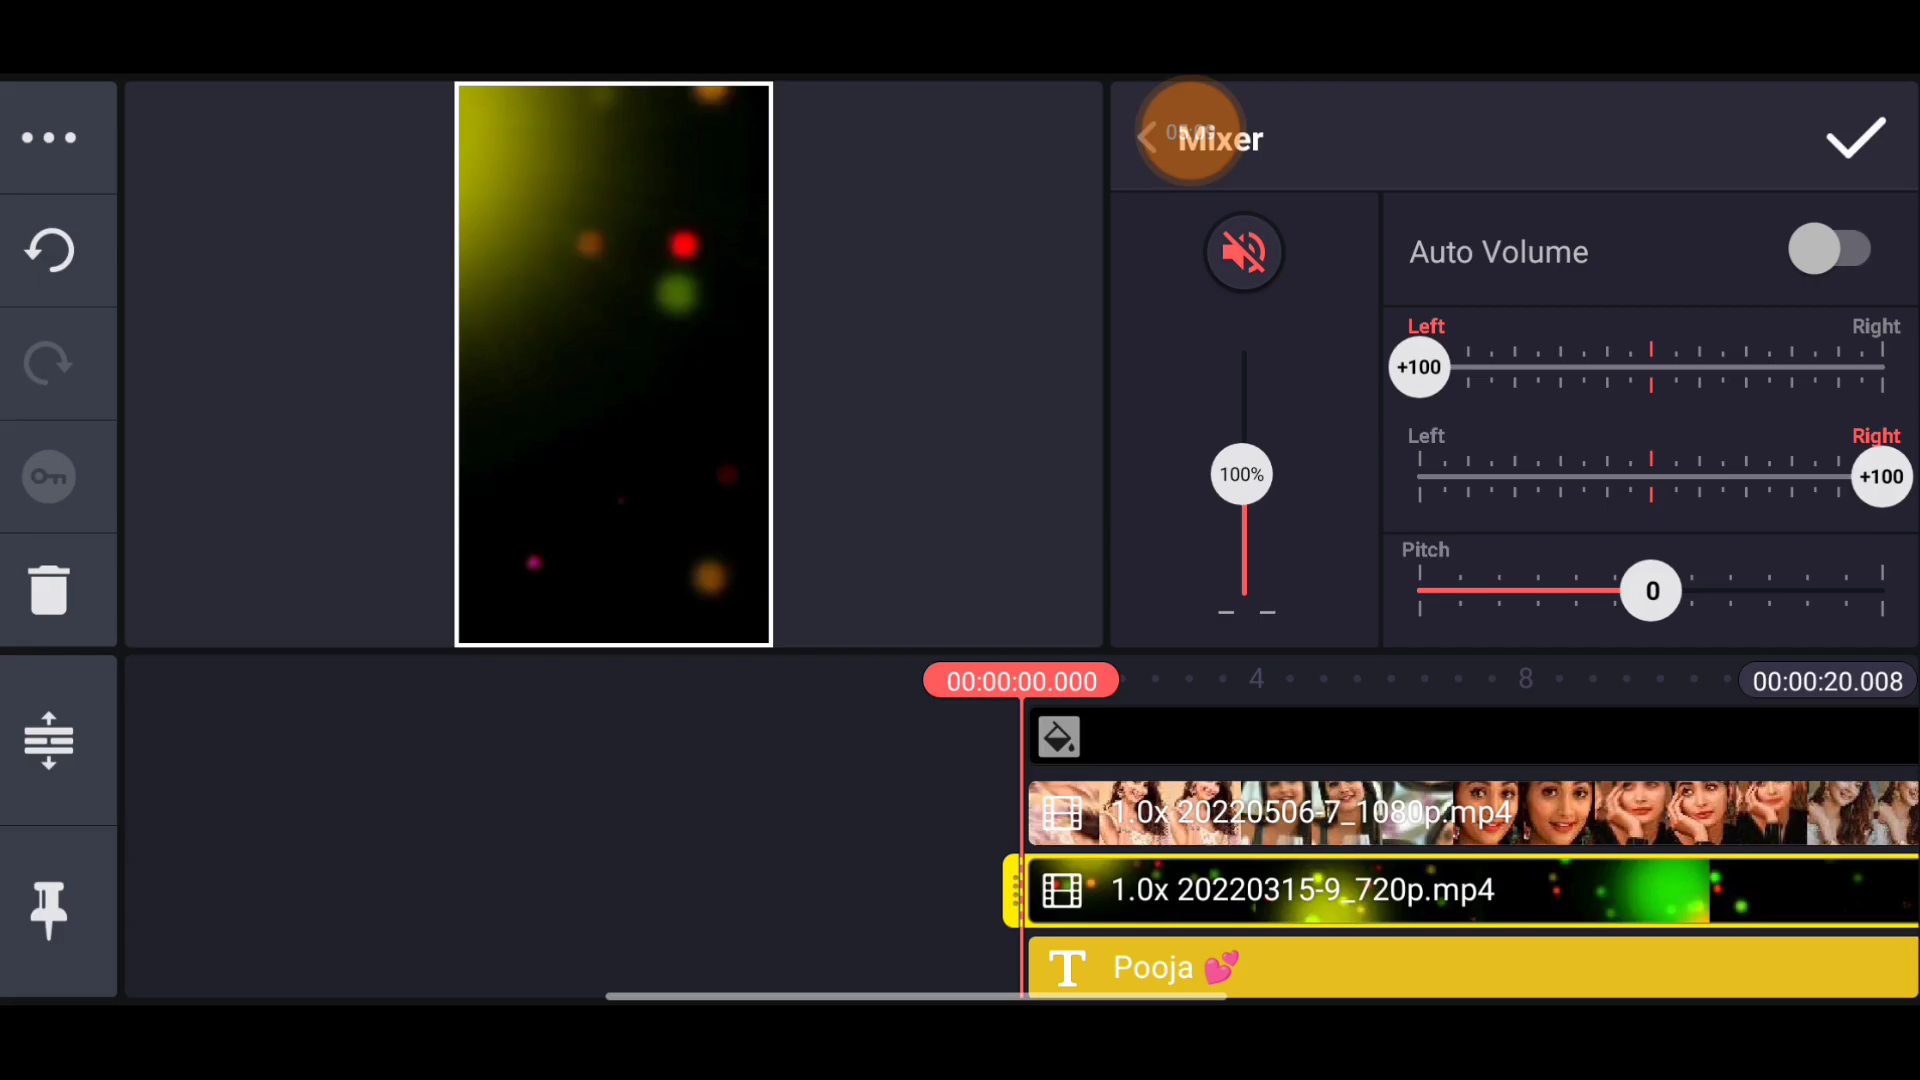 Mixer
Auto Volume
Left
Right
+100
Left
Right
+100
100%
Pitch
0
00:00:00.000
4
8
00:00:20.008
1.0x 20220506-7_1080p.mp4
1.0x 20220315-9_720p.mp4
T
Pooja 💕